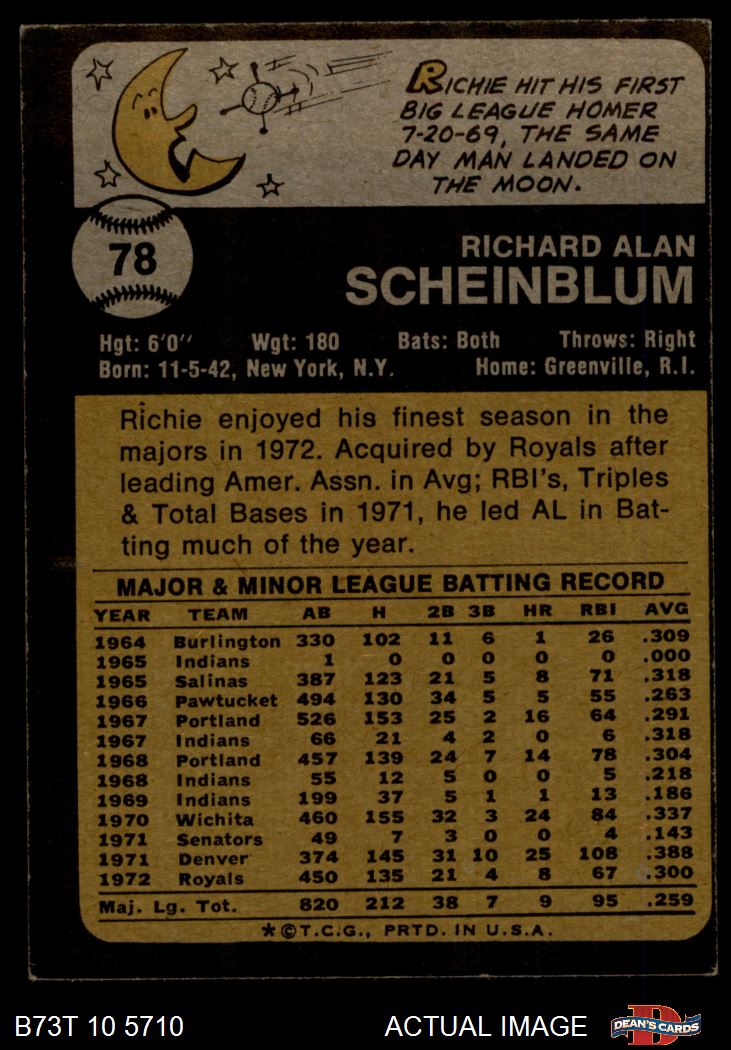 RICHIE HIT HIS FIRST
BIG LEAGUE HOMER
7-20-69, THE SAME
DAY MAN LANDED ON
THE MOON.
78
RICHARD ALAN
SCHEINBLUM
Hgt: 6'0" Wgt: 180 Bats: Both Throws: Right
Born: 11-5-42, New York, N.Y. Home: Greenville, R.I.
Richie enjoyed his finest season in the
majors in 1972. Acquired by Royals after
leading Amer. Assn. in Avg; RBI's, Triples
& Total Bases in 1971, he led AL in Bat-
ting much of the year.
MAJOR & MINOR LEAGUE BATTING RECORD
YEAR TEAM AB H 2B 3B HR RBI AVG
1964 Burlington 330 102 11 6 1 26 .309
1965 Indians 1 0 0 0 0 0 .000
1965 Salinas 387 123 21 5 8 71 .318
1966 Pawtucket 494 130 34 5 5 55 .263
1967 Portland 526 153 25 2 16 64 .291
1967 Indians 66 21 4 2 0 6 .318
1968 Portland 457 139 24 7 14 78 .304
1968 Indians 55 12 5 0 0 5 .218
1969 Indians 199 37 5 1 1 13 .186
1970 Wichita 460 155 32 3 24 84 .337
1971 Senators 49 7 3 0 0 4 .143
1971 Denver 374 145 31 10 25 108 .388
1972 Royals 450 135 21 4 8 67 .300
Maj. Lg. Tot. 820 212 38 7 9 95 .259
*©T.C.G., PRTD. IN U.S.A.
B73T 10 5710 ACTUAL IMAGE D DEAN'S CARDS